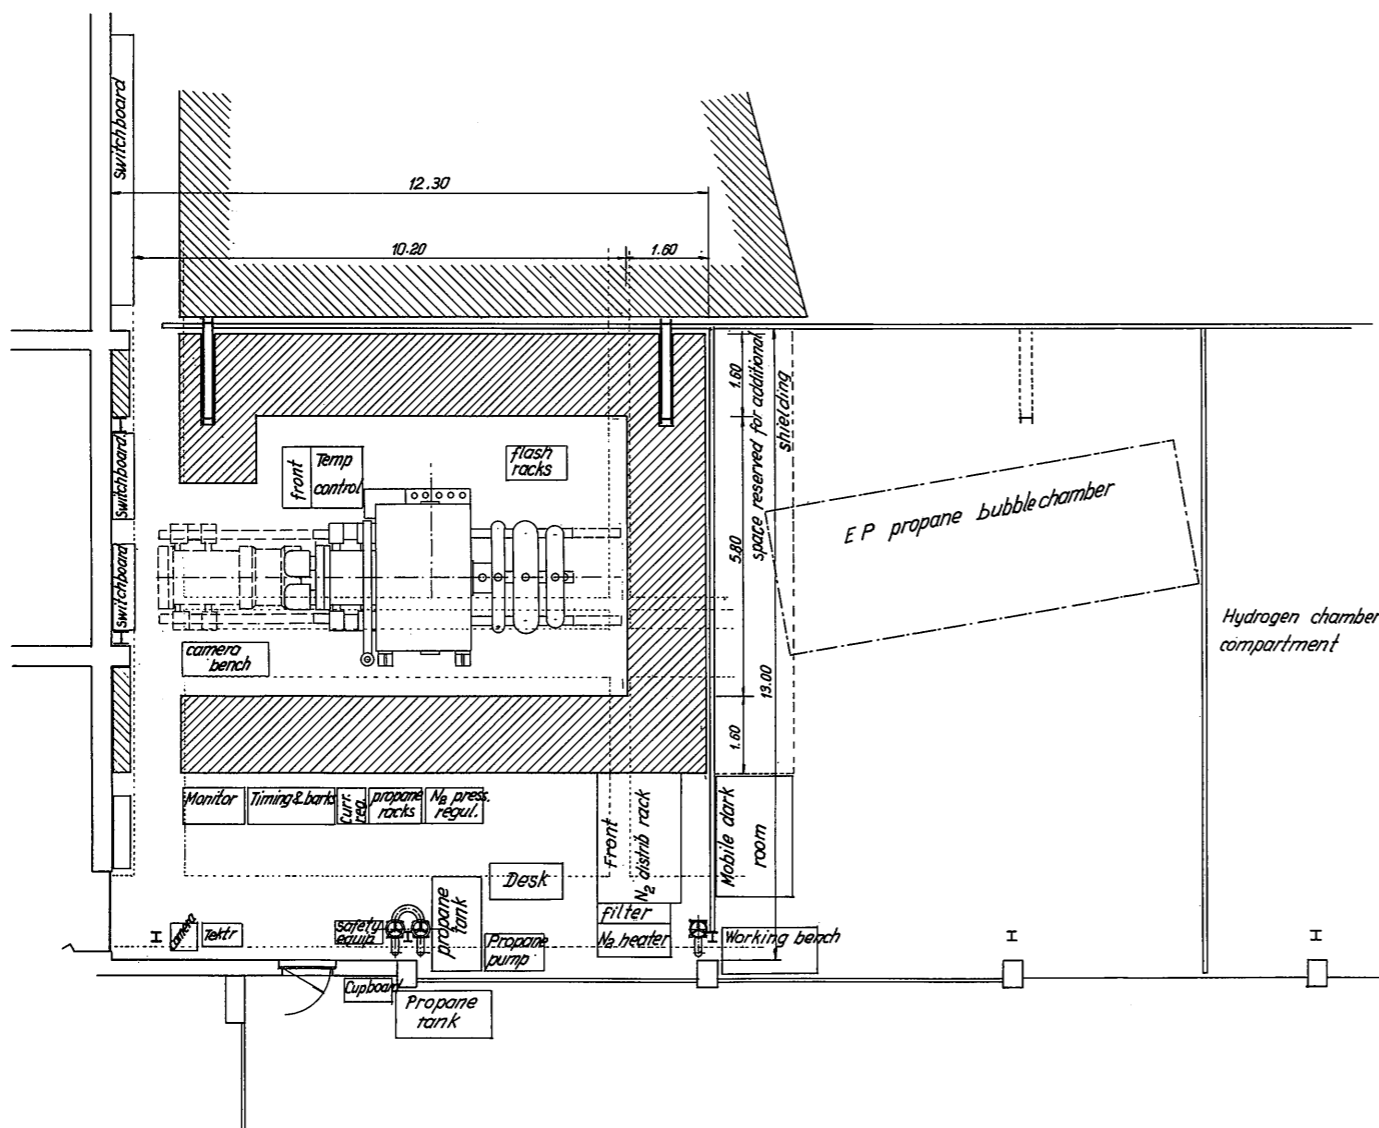 switchboard
12.30
10.20
1.60
1.60
space reserved for additional
shielding
flash
racks
front
Temp
control
switchboard
EP propane bubble chamber
5.80
switchboard
Hydrogen chamber
compartment
camera
bench
13.00
1.60
Monitor
Timing & barks
curr.
reg.
propane
racks
N2 press.
regul.
front
N2 distrib rack
Mobile dark
room
Desk
propane
tank
filter
camera
Tektr
safety
equip
Propane
pump
N2 heater
Working bench
Cupboard
Propane
tank